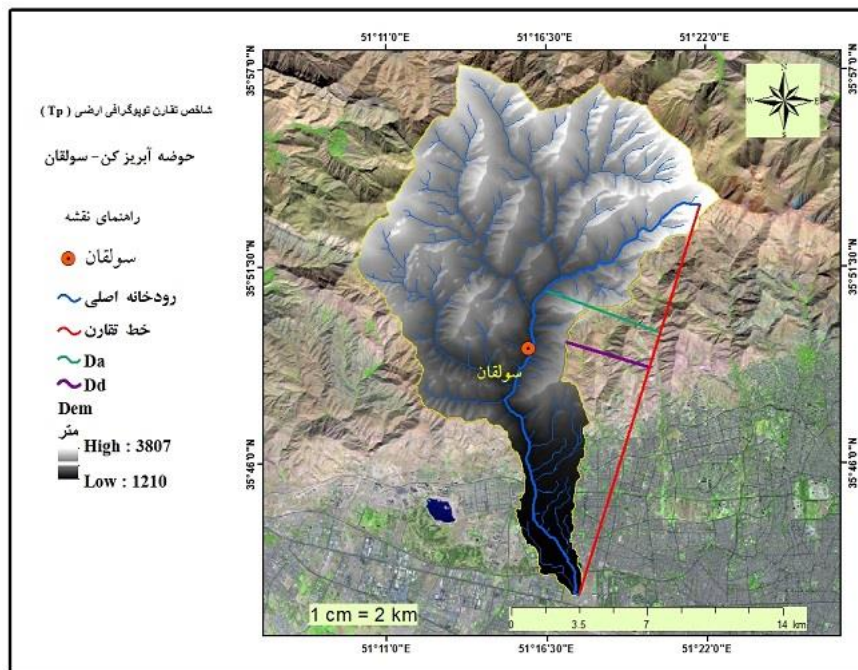 51°11'0"E
51°16'30"E
51°22'0"E
35°57'0"N
35°57'0"N
N
W
E
S
شاخص تقارن توپوگرافی ارضی ( Tp )
حوضه آبریز کن - سولقان
راهنمای نقشه
سولقان
رودخانه اصلی
خط تقارن
Da
Dd
Dem
متر
High : 3807
Low : 1210
35°51'30"N
35°51'30"N
سولقان
35°46'0"N
35°46'0"N
1 cm = 2 km
0
3.5
7
14 km
51°11'0"E
51°16'30"E
51°22'0"E